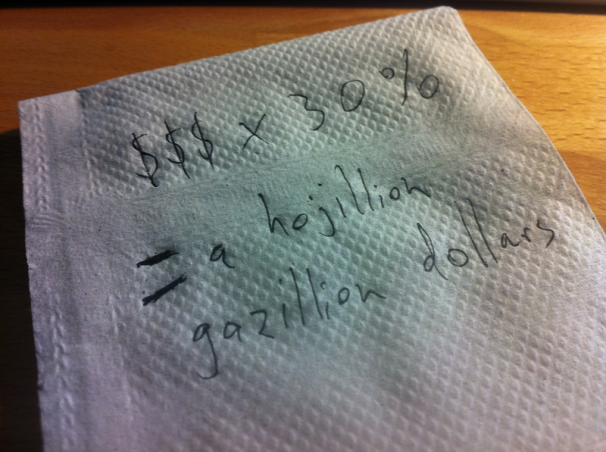 $$$ x 30%
= a hojillion
gazillion dollars